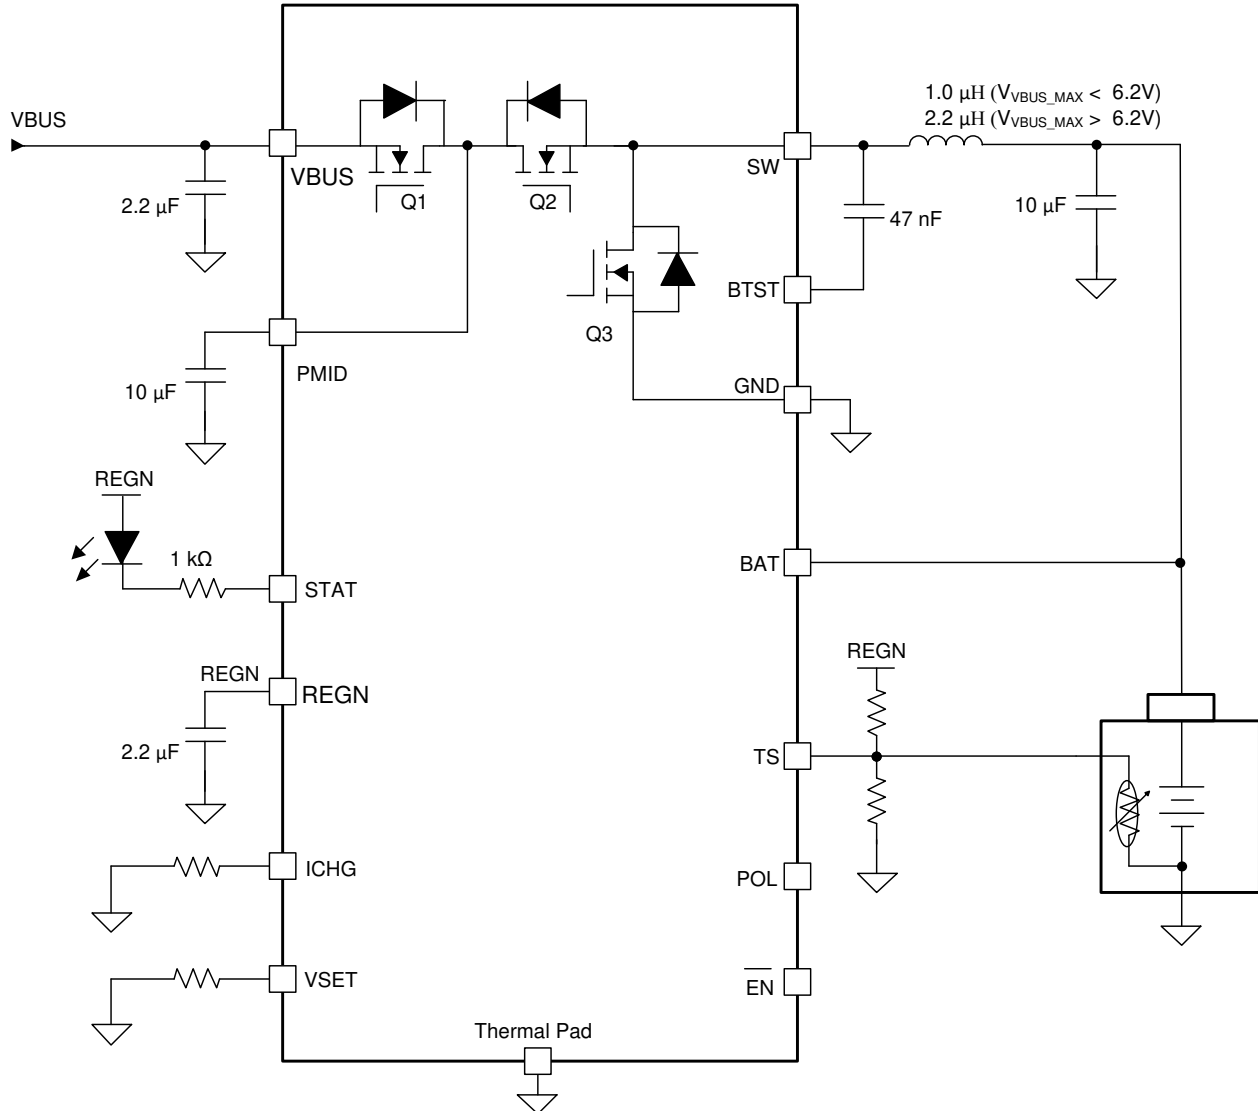 VBUS
2.2 µF
VBUS
Q1
Q2
SW
1.0 µH (VVBUS_MAX < 6.2V)
2.2 µH (VVBUS_MAX > 6.2V)
47 nF
10 µF
BTST
Q3
PMID
10 µF
GND
REGN
1 kΩ
STAT
BAT
REGN
REGN
2.2 µF
REGN
TS
ICHG
POL
VSET
EN
Thermal Pad